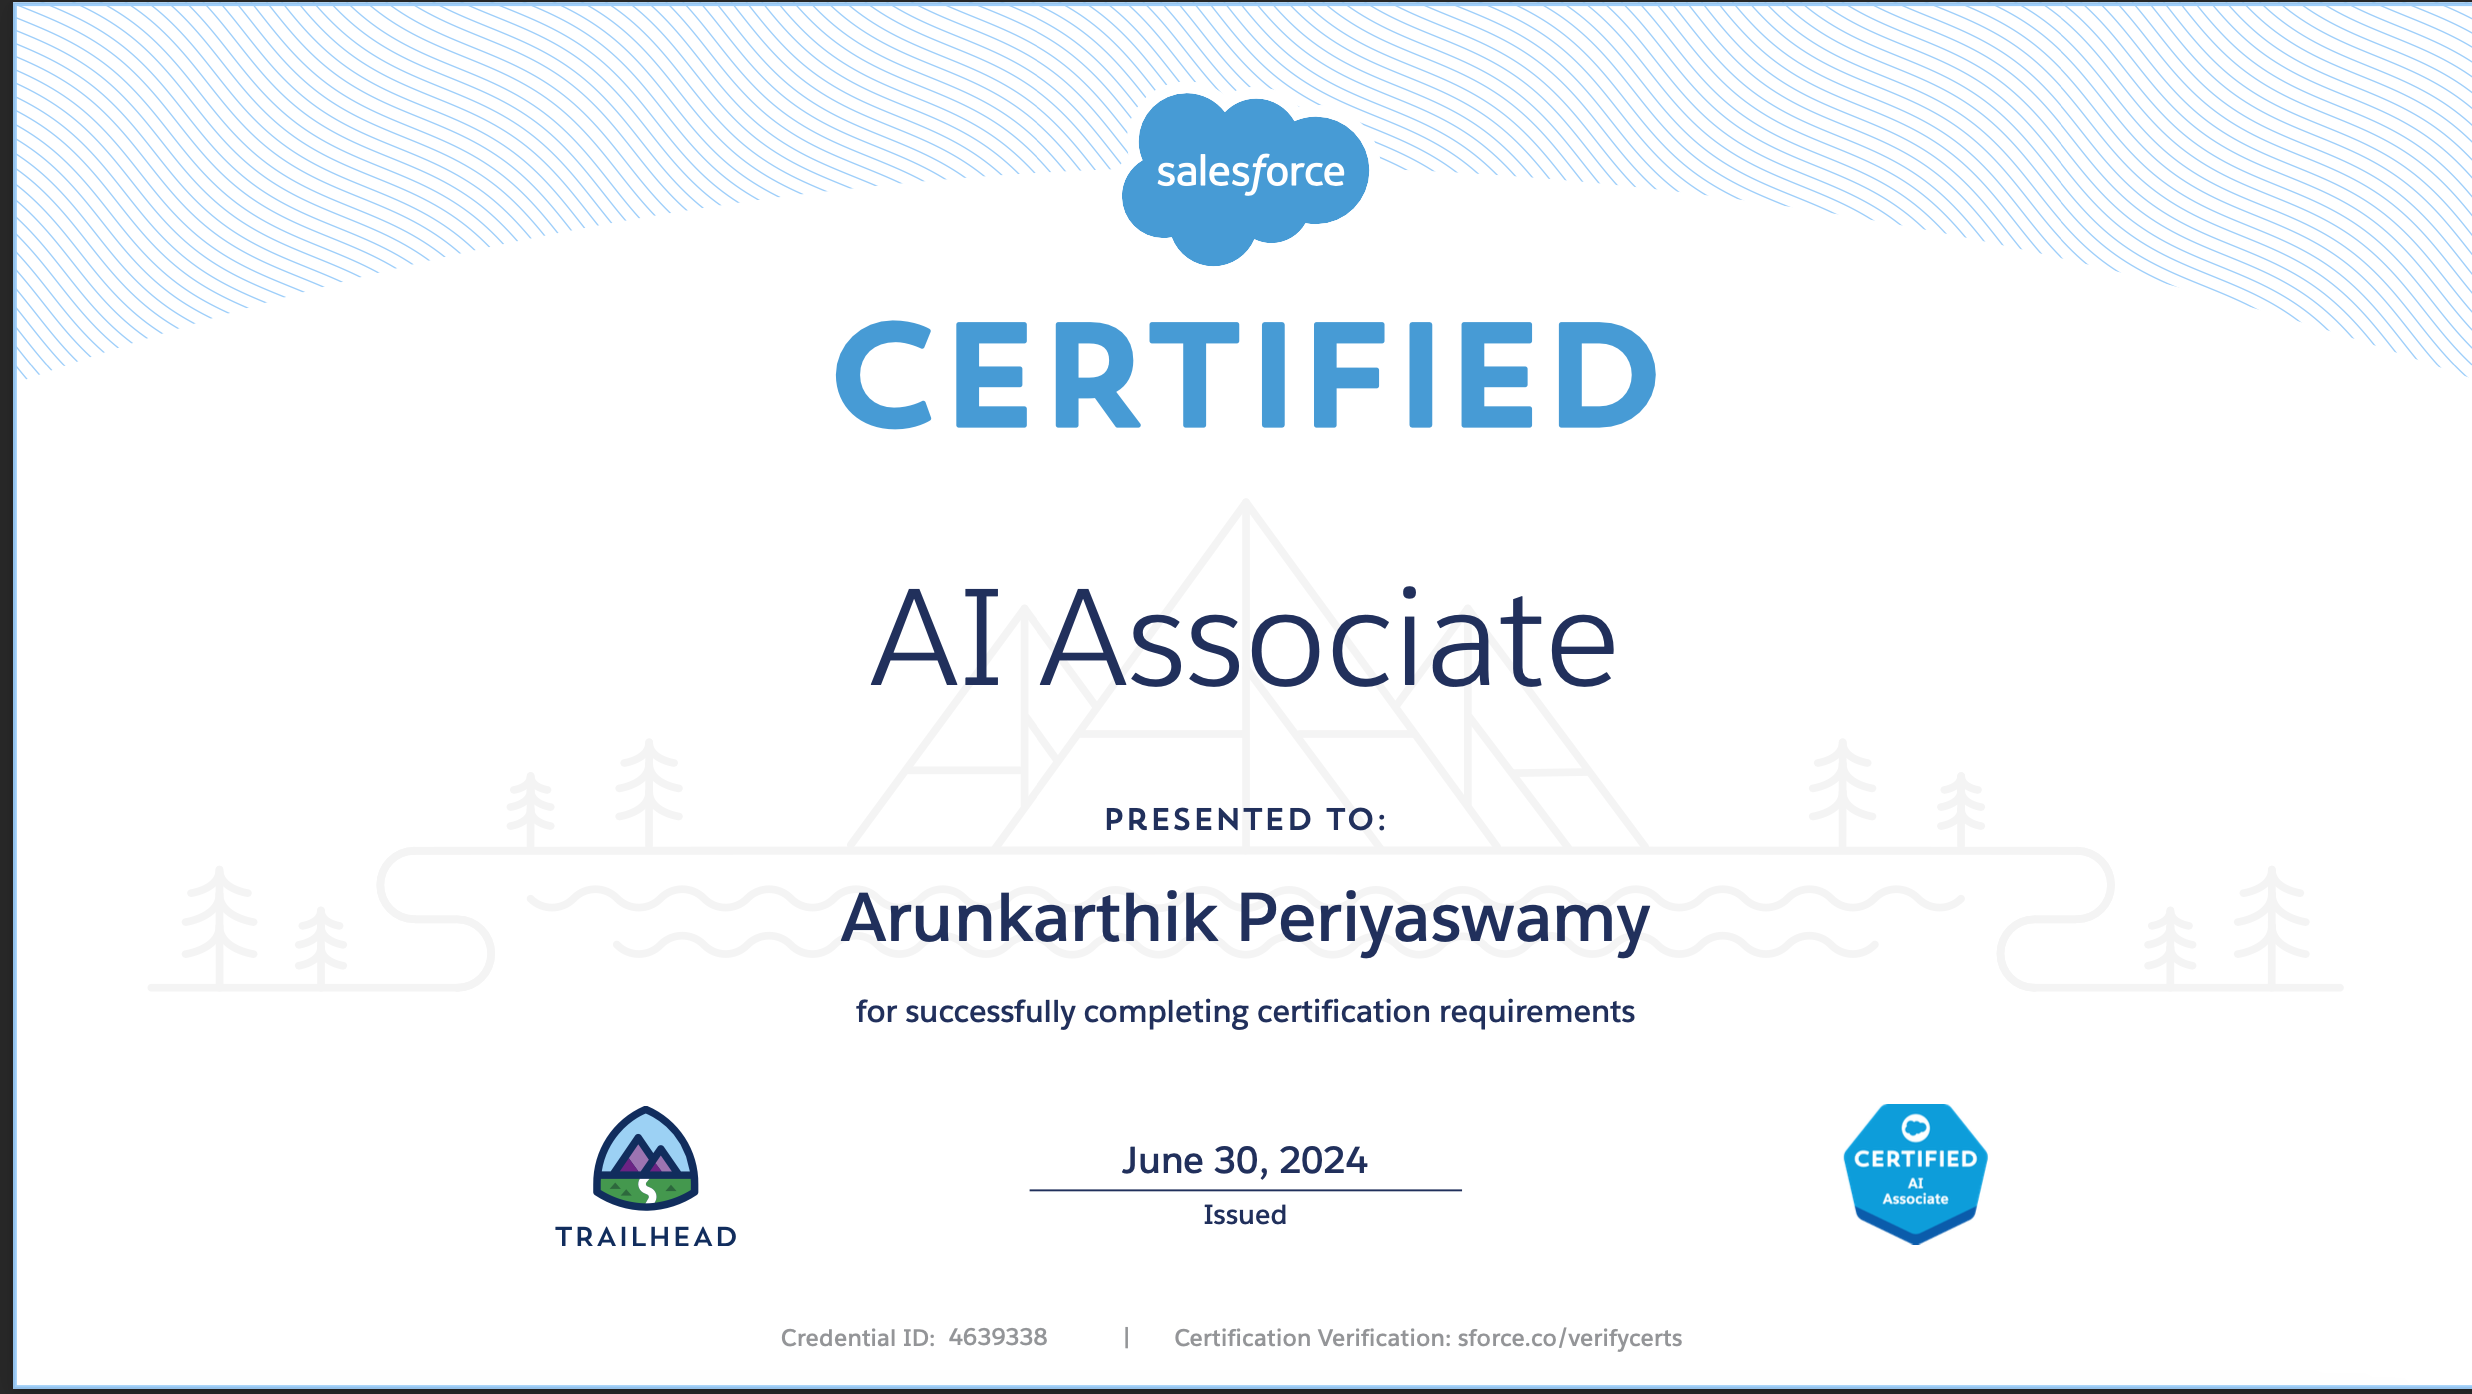 salesforce
CERTIFIED
AI Associate
PRESENTED TO:
Arunkarthik Periyaswamy
for successfully completing certification requirements
TRAILHEAD
June 30, 2024
Issued
CERTIFIED
AI
Associate
Credential ID: 4639338 | Certification Verification: sforce.co/verifycerts